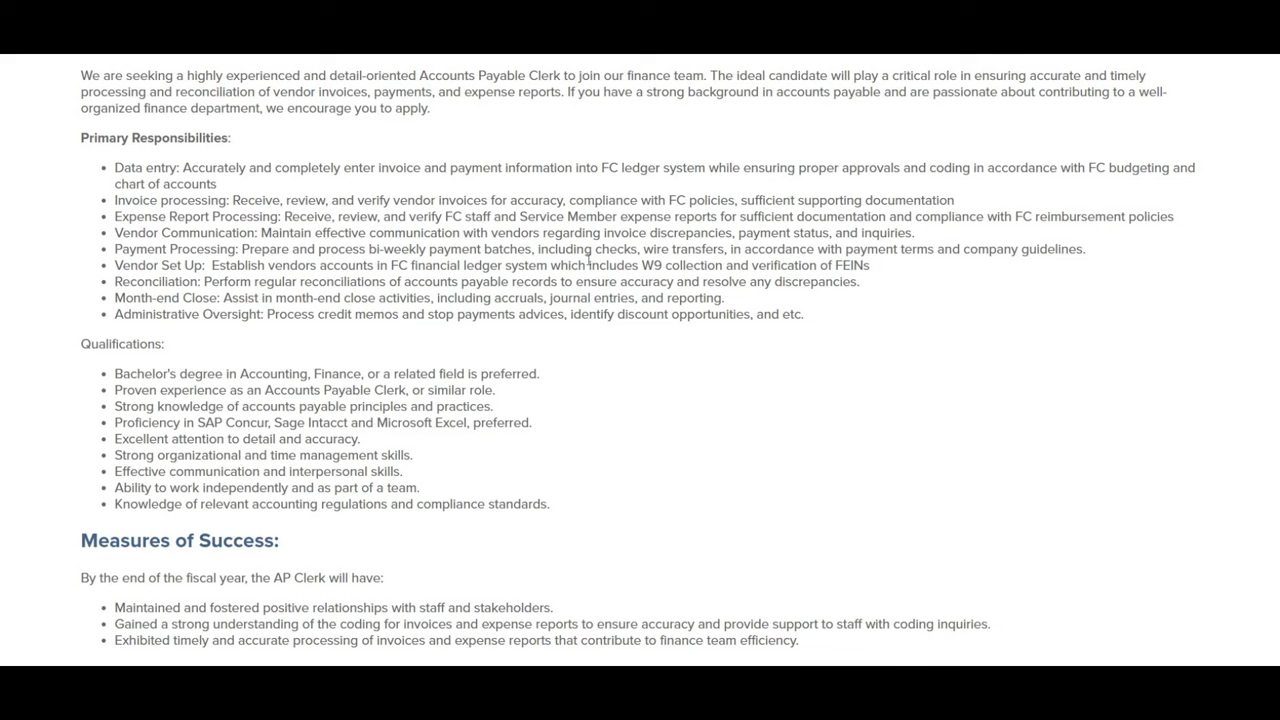 We are seeking a highly experienced and detail-oriented Accounts Payable Clerk to join our finance team. The ideal candidate will play a critical role in ensuring accurate and timely
processing and reconciliation of vendor invoices, payments, and expense reports. If you have a strong background in accounts payable and are passionate about contributing to a well-
organized finance department, we encourage you to apply.
Primary Responsibilities:
• Data entry: Accurately and completely enter invoice and payment information into FC ledger system while ensuring proper approvals and coding in accordance with FC budgeting and
chart of accounts
• Invoice processing: Receive, review, and verify vendor invoices for accuracy, compliance with FC policies, sufficient supporting documentation
• Expense Report Processing: Receive, review, and verify FC staff and Service Member expense reports for sufficient documentation and compliance with FC reimbursement policies
• Vendor Communication: Maintain effective communication with vendors regarding invoice discrepancies, payment status, and inquiries.
• Payment Processing: Prepare and process bi-weekly payment batches, including checks, wire transfers, in accordance with payment terms and company guidelines.
• Vendor Set Up:  Establish vendors accounts in FC financial ledger system which includes W9 collection and verification of FEINs
• Reconciliation: Perform regular reconciliations of accounts payable records to ensure accuracy and resolve any discrepancies.
• Month-end Close: Assist in month-end close activities, including accruals, journal entries, and reporting.
• Administrative Oversight: Process credit memos and stop payments advices, identify discount opportunities, and etc.
Qualifications:
• Bachelor's degree in Accounting, Finance, or a related field is preferred.
• Proven experience as an Accounts Payable Clerk, or similar role.
• Strong knowledge of accounts payable principles and practices.
• Proficiency in SAP Concur, Sage Intacct and Microsoft Excel, preferred.
• Excellent attention to detail and accuracy.
• Strong organizational and time management skills.
• Effective communication and interpersonal skills.
• Ability to work independently and as part of a team.
• Knowledge of relevant accounting regulations and compliance standards.
Measures of Success:
By the end of the fiscal year, the AP Clerk will have:
• Maintained and fostered positive relationships with staff and stakeholders.
• Gained a strong understanding of the coding for invoices and expense reports to ensure accuracy and provide support to staff with coding inquiries.
• Exhibited timely and accurate processing of invoices and expense reports that contribute to finance team efficiency.